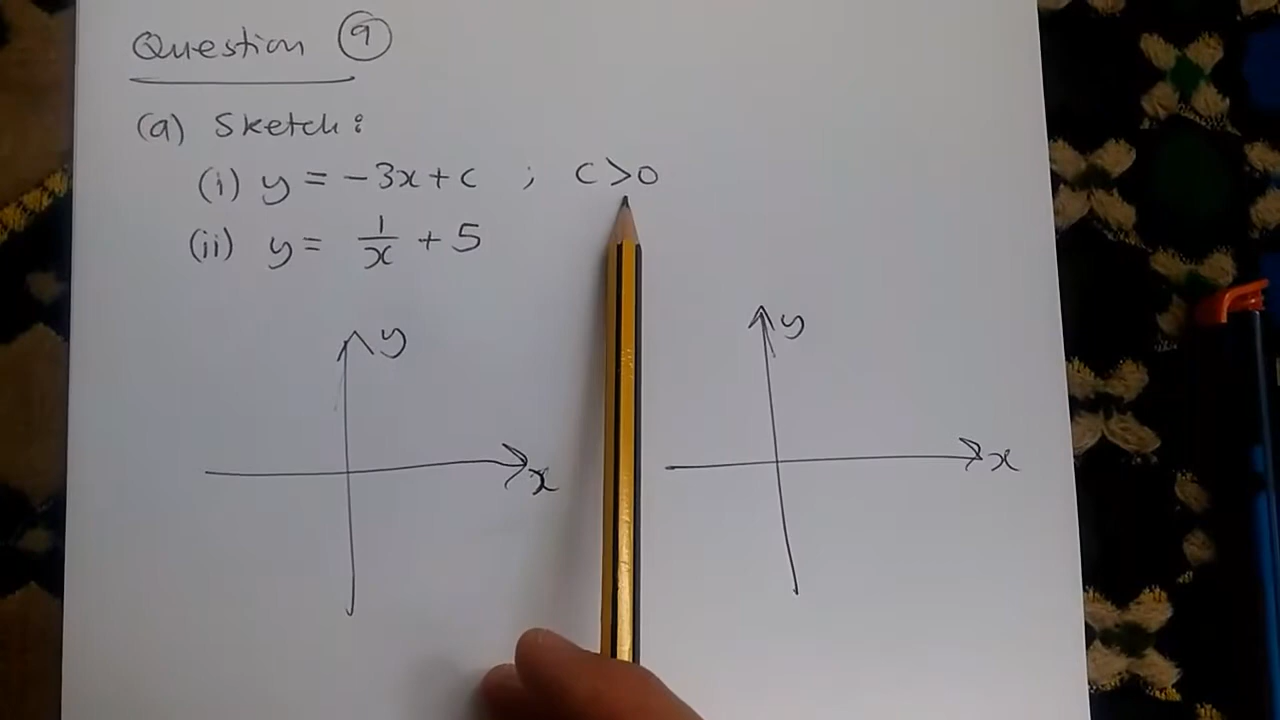 Question 9
(a) Sketch:
(i) y = -3x + c ; c > 0
(ii) y = 1/x + 5
y y
x x